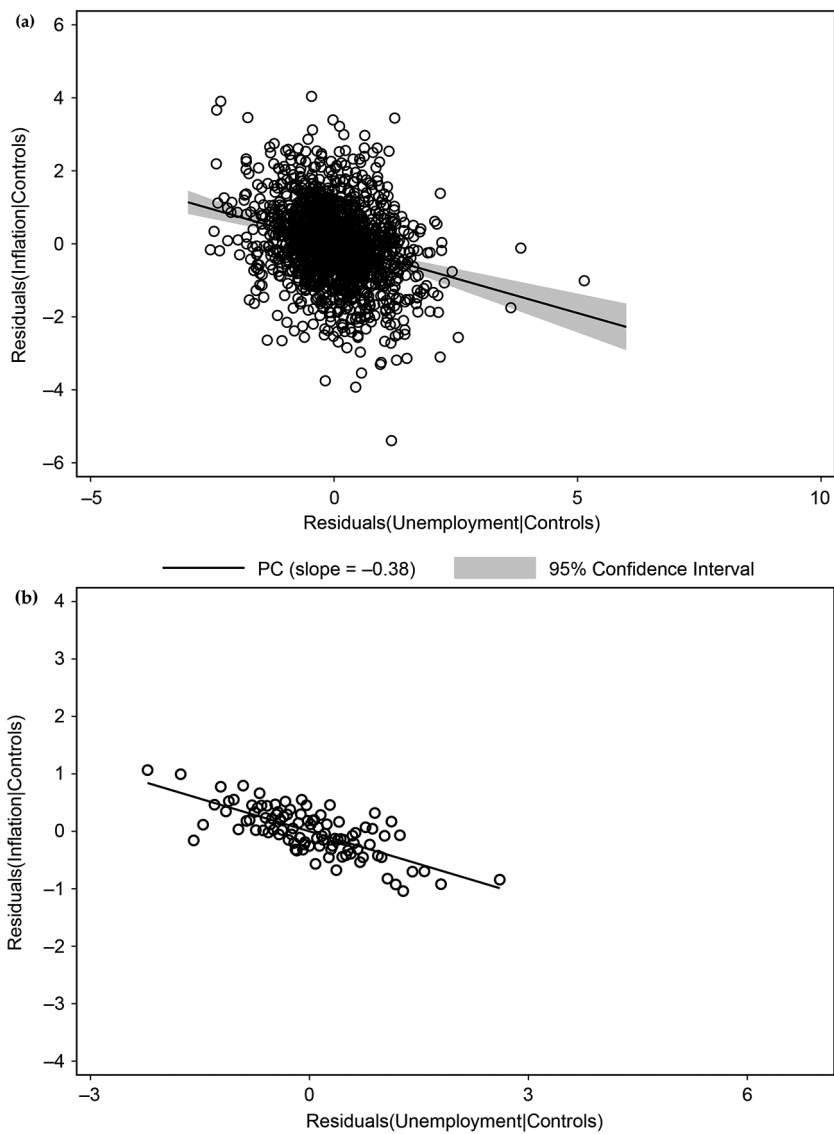 (a)
6
4
2
0
–2
–4
–6
Residuals(Inflation|Controls)
–5 0 5 10
Residuals(Unemployment|Controls)
PC (slope = –0.38) 95% Confidence Interval
(b)
4
3
2
1
0
–1
–2
–3
–4
Residuals(Inflation|Controls)
–3 0 3 6
Residuals(Unemployment|Controls)